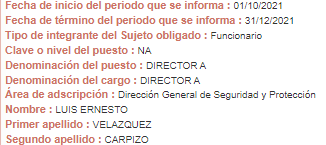 Fecha de inicio del periodo que se informa : 01/10/2021
Fecha de término del periodo que se informa : 31/12/2021
Tipo de integrante del Sujeto obligado : Funcionario
Clave o nivel del puesto : NA
Denominación del puesto : DIRECTOR A
Denominación del cargo : DIRECTOR A
Área de adscripción : Dirección General de Seguridad y Protección
Nombre : LUIS ERNESTO
Primer apellido : VELAZQUEZ
Segundo apellido : CARPIZO